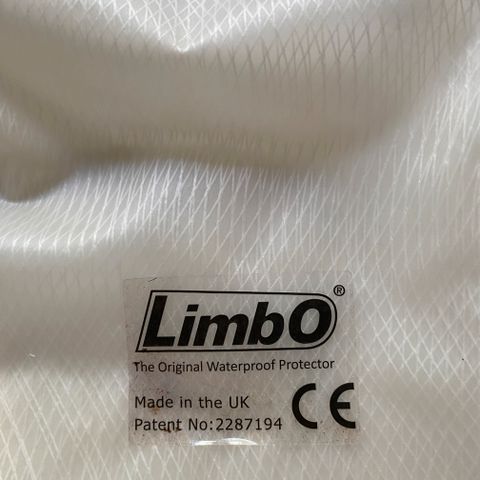 LimbO®
The Original Waterproof Protector
Made in the UK
Patent No:2287194
CE